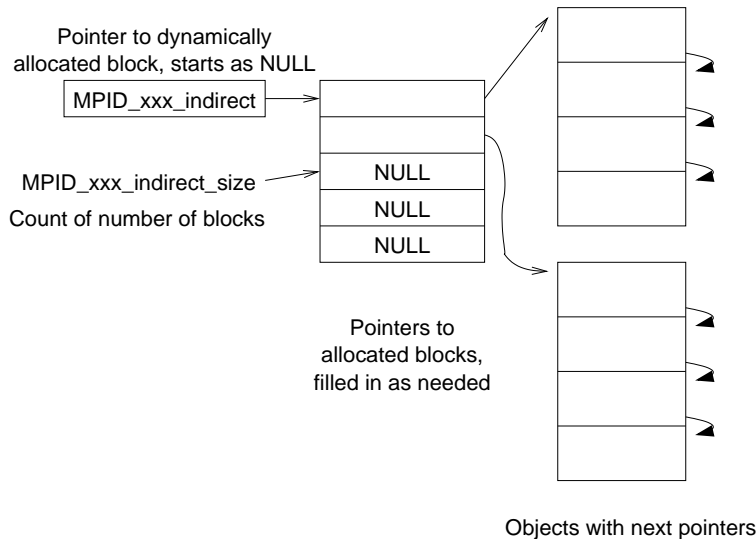 Pointer to dynamically
allocated block, starts as NULL
MPID_xxx_indirect
MPID_xxx_indirect_size
Count of number of blocks
NULL
NULL
NULL
Pointers to
allocated blocks,
filled in as needed
Objects with next pointers